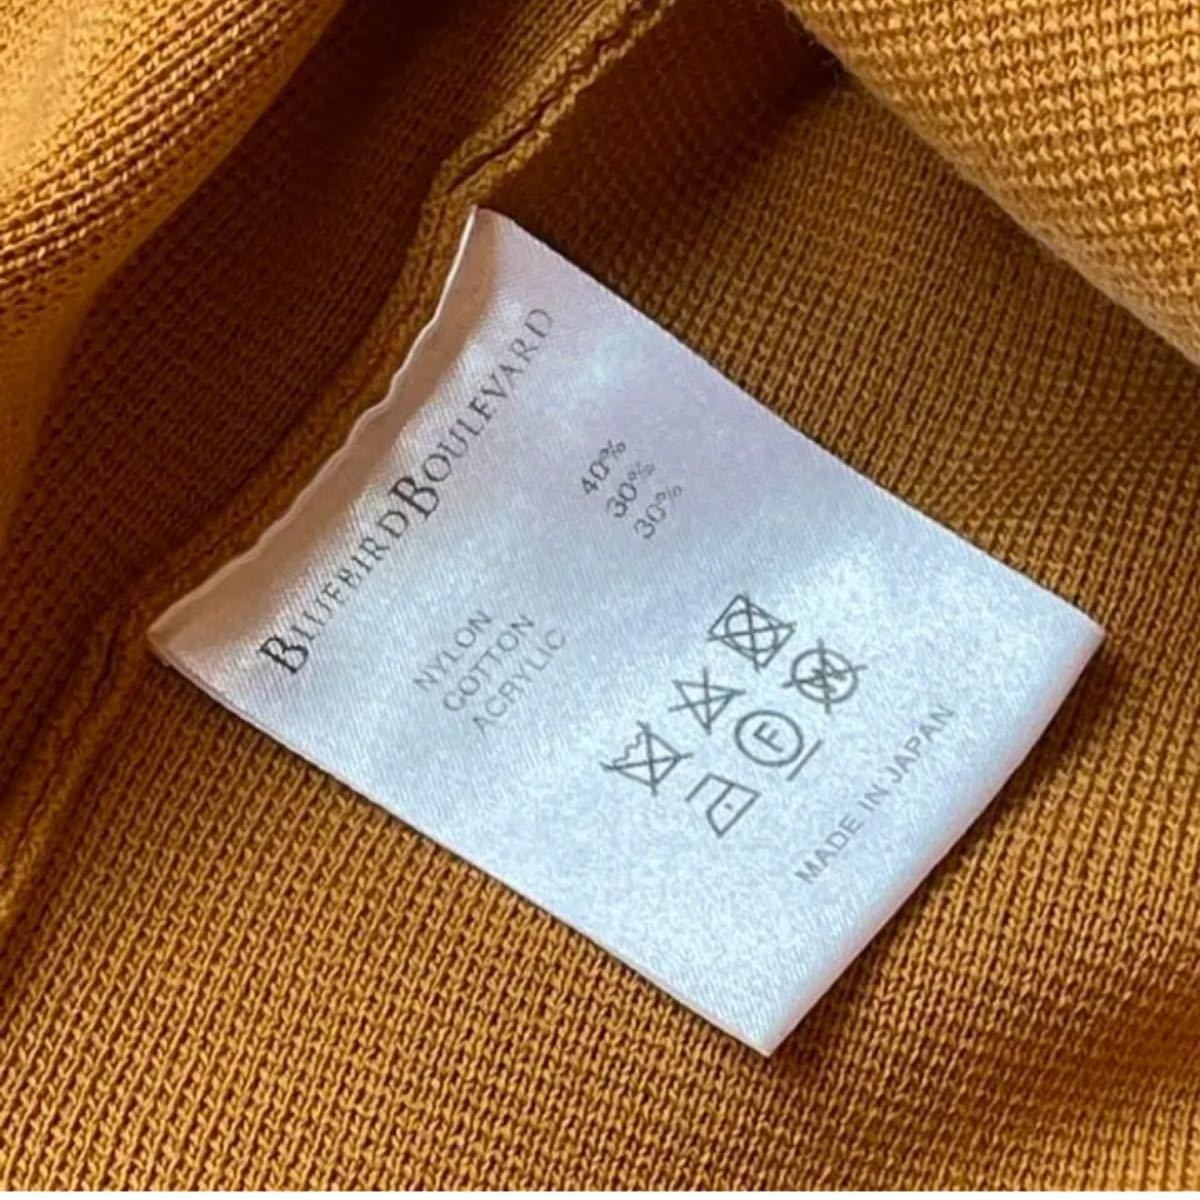 BLUEBIRD BOULEVARD
NYLON 40%
COTTON 30%
ACRYLIC 30%
W
F
MADE IN JAPAN